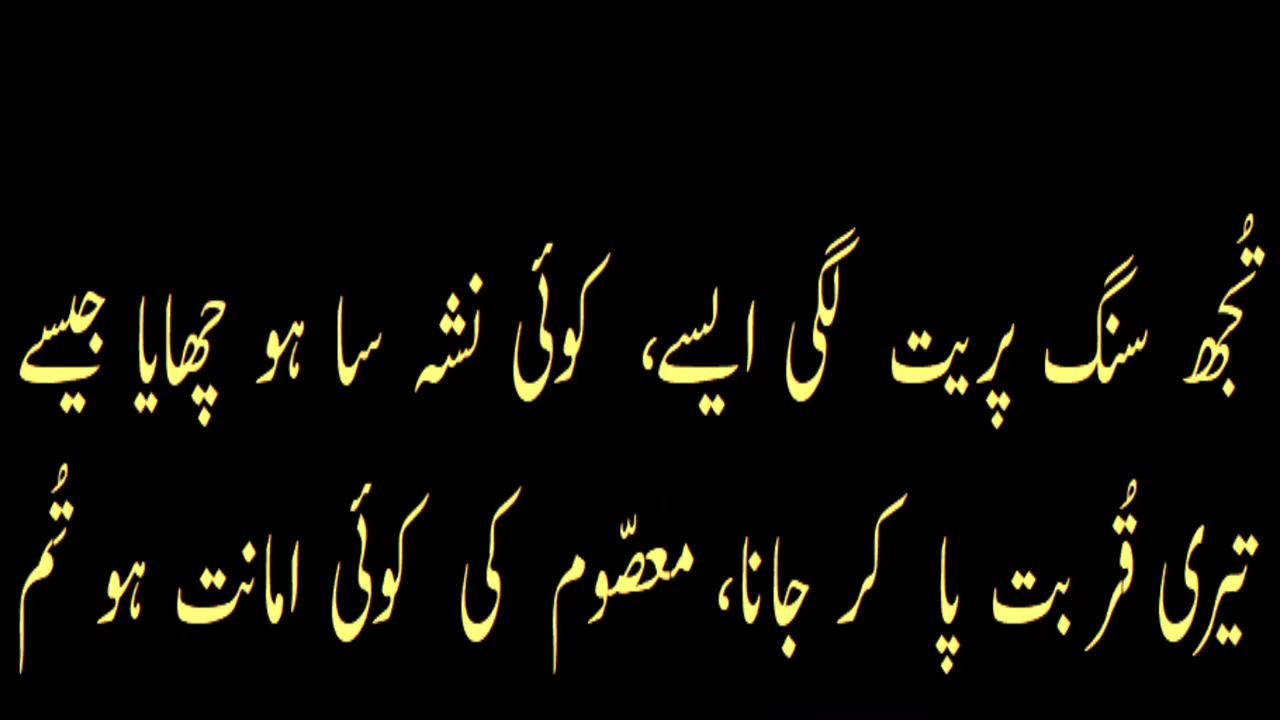 تُجھ سنگ پریت لگی ایسے، کوئی نشہ سا ہو چھایا جیسے
تیری قُربت پا کر جانا، معصّوم کی کوئی امانت ہو تُم